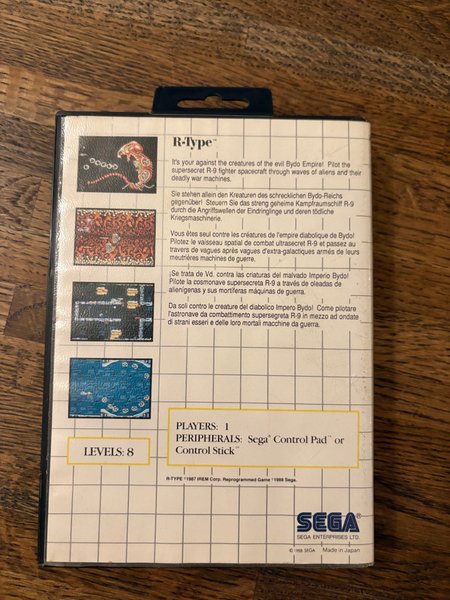 R-Type™
It's your against the creatures of the evil Bydo Empire! Pilot the
supersecret R-9 fighter spacecraft through waves of aliens and their
deadly war machines.
Sie stehen allein den Kreaturen des schrecklichen Bydo-Reichs
gegenüber! Steuern Sie das streng geheime Kampfraumschiff R-9
durch die Angriffswellen der Eindringlinge und deren tödliche
Kriegsmaschinerie.
Vous êtes seul contre les créatures de l'empire diabolique de Bydo!
Pilotez le vaisseau spatial de combat ultrasecret R-9 et passez au
travers de vagues après vagues d'extra-galactiques armés de leurs
meutrières machines de guerre.
¡Se trata de Vd. contra las criaturas del malvado Imperio Bydo!
Pilote la cosmonave supersecreta R-9 a través de oleadas de
alienígenas y sus mortiferas máquinas de guerra.
Da soli contro le creature del diabolico Impero Bydo! Come pilotare
l'astronave da combattimento supersegreta R-9 in mezzo ad ondate
di strani esseri e delle loro mortali macchine da guerra.
PLAYERS: 1
PERIPHERALS: Sega® Control Pad™ or
Control Stick™
LEVELS: 8
R-TYPE ™1987 IREM Corp. Reprogrammed Game ©1988 Sega.
SEGA®
SEGA ENTERPRISES LTD.
© 1988 SEGA Made in Japan